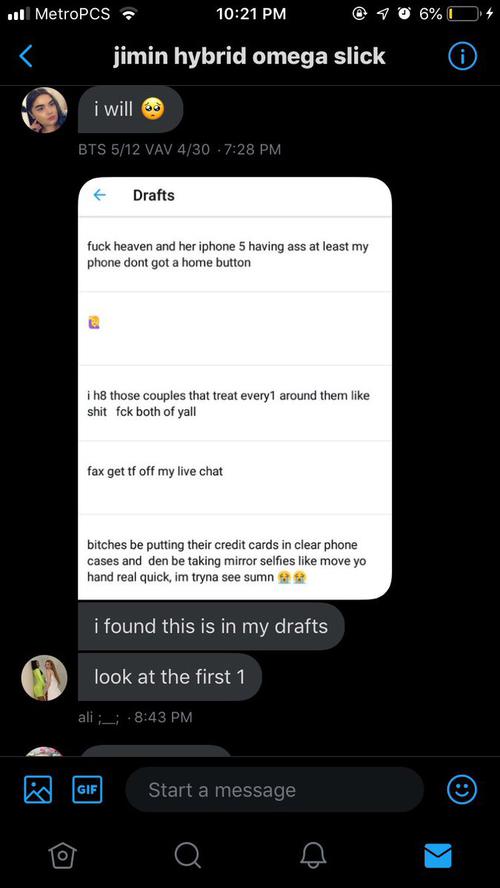 MetroPCS 10:21 PM 6%
jimin hybrid omega slick
i will 🥺
BTS 5/12 VAV 4/30 · 7:28 PM
Drafts
fuck heaven and her iphone 5 having ass at least my
phone dont got a home button
🙋
i h8 those couples that treat every1 around them like
shit fck both of yall
fax get tf off my live chat
bitches be putting their credit cards in clear phone
cases and den be taking mirror selfies like move yo
hand real quick, im tryna see sumn 😭😭
i found this is in my drafts
look at the first 1
ali ;__; · 8:43 PM
GIF
Start a message